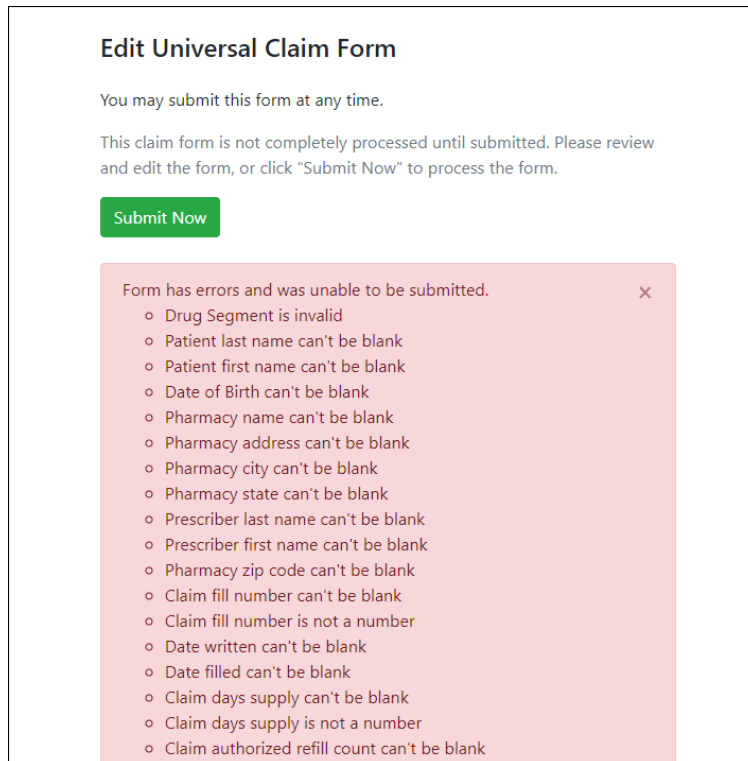 Edit Universal Claim Form
You may submit this form at any time.
This claim form is not completely processed until submitted. Please review
and edit the form, or click "Submit Now" to process the form.
Submit Now
Form has errors and was unable to be submitted.
×
Drug Segment is invalid
Patient last name can't be blank
Patient first name can't be blank
Date of Birth can't be blank
Pharmacy name can't be blank
Pharmacy address can't be blank
Pharmacy city can't be blank
Pharmacy state can't be blank
Prescriber last name can't be blank
Prescriber first name can't be blank
Pharmacy zip code can't be blank
Claim fill number can't be blank
Claim fill number is not a number
Date written can't be blank
Date filled can't be blank
Claim days supply can't be blank
Claim days supply is not a number
Claim authorized refill count can't be blank